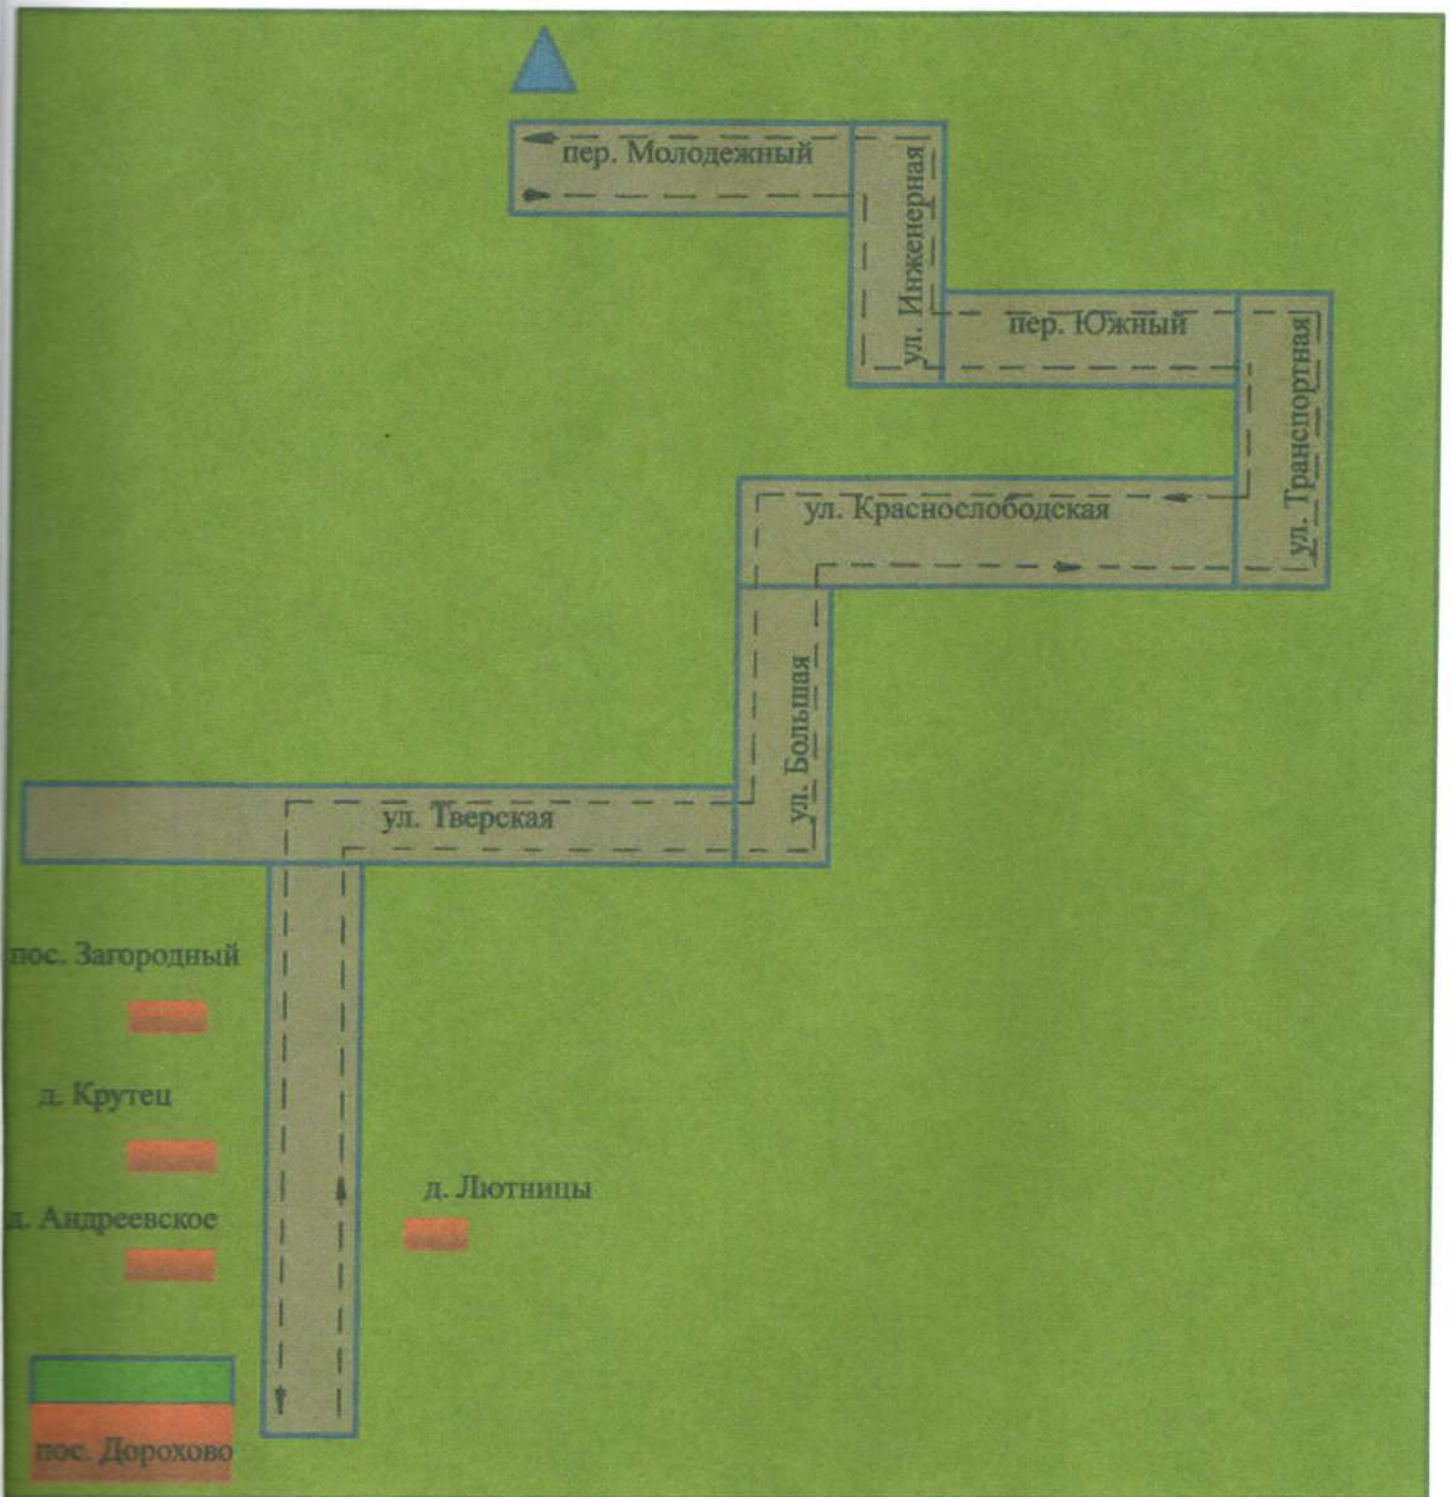 пер. Молодежный
ул. Инженерная
пер. Южный
ул. Транспортная
ул. Краснослободская
ул. Большая
ул. Тверская
пос. Загородный
д. Крутец
д. Лютницы
д. Андреевское
пос. Дорохово